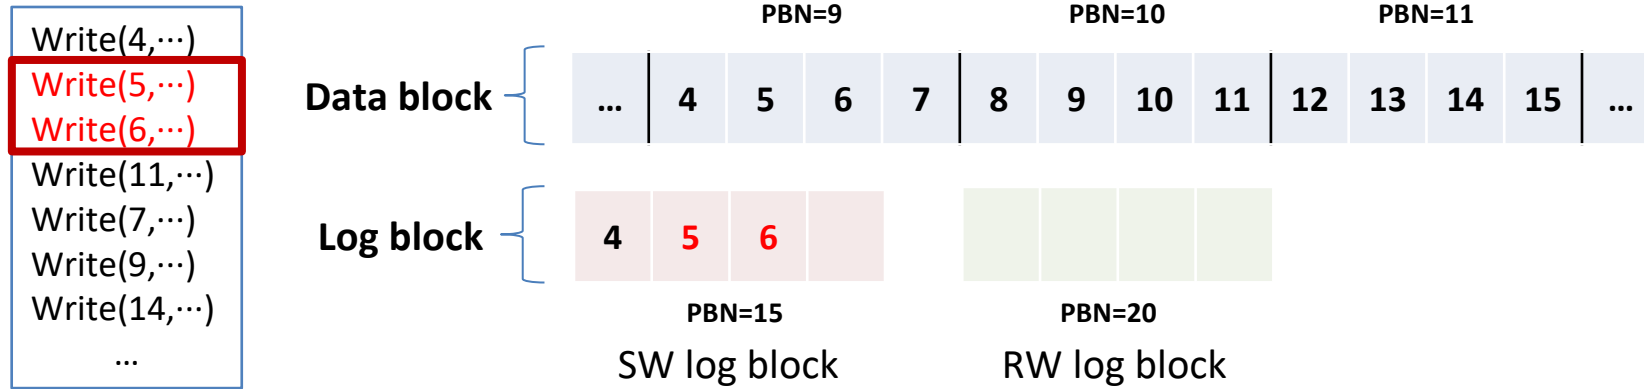 Write(4,⋯)
Write(5,⋯)
Write(6,⋯)
Write(11,⋯)
Write(7,⋯)
Write(9,⋯)
Write(14,⋯)
…
PBN=9 PBN=10 PBN=11
Data block … 4 5 6 7 8 9 10 11 12 13 14 15 …
Log block 4 5 6
PBN=15 PBN=20
SW log block RW log block